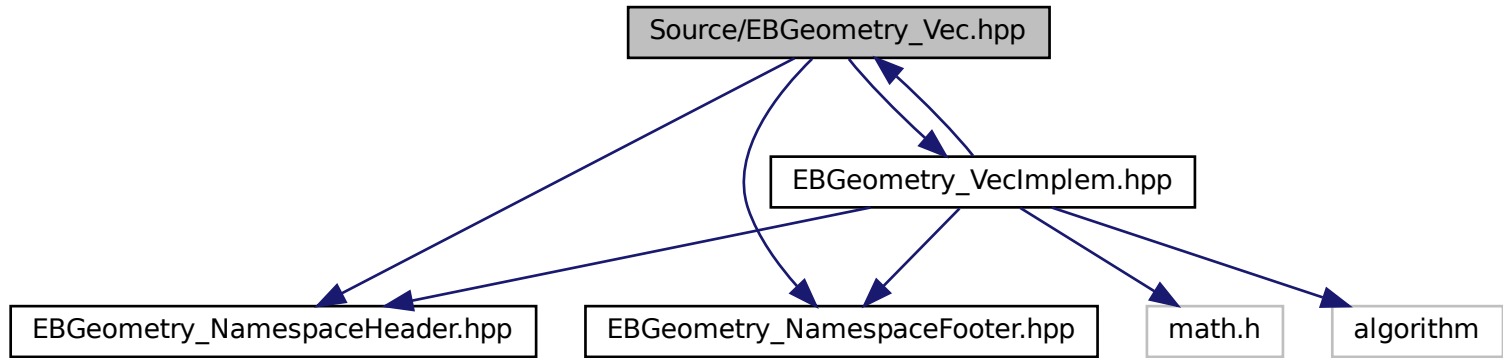 Source/EBGeometry_Vec.hpp
EBGeometry_VecImplem.hpp
EBGeometry_NamespaceHeader.hpp
EBGeometry_NamespaceFooter.hpp
math.h
algorithm